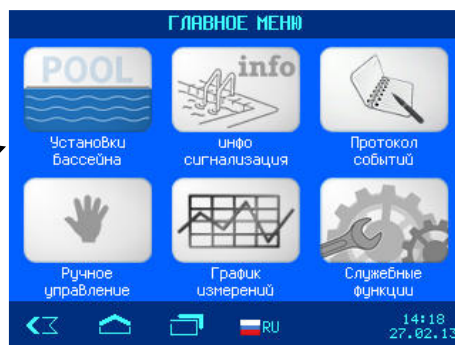 ГЛАВНОЕ МЕНЮ
POOL
info
Установки
бассейна
инфо
сигнализация
Протокол
событий
Ручное
управление
График
измерений
Служебные
функции
RU
14:18
27.02.13